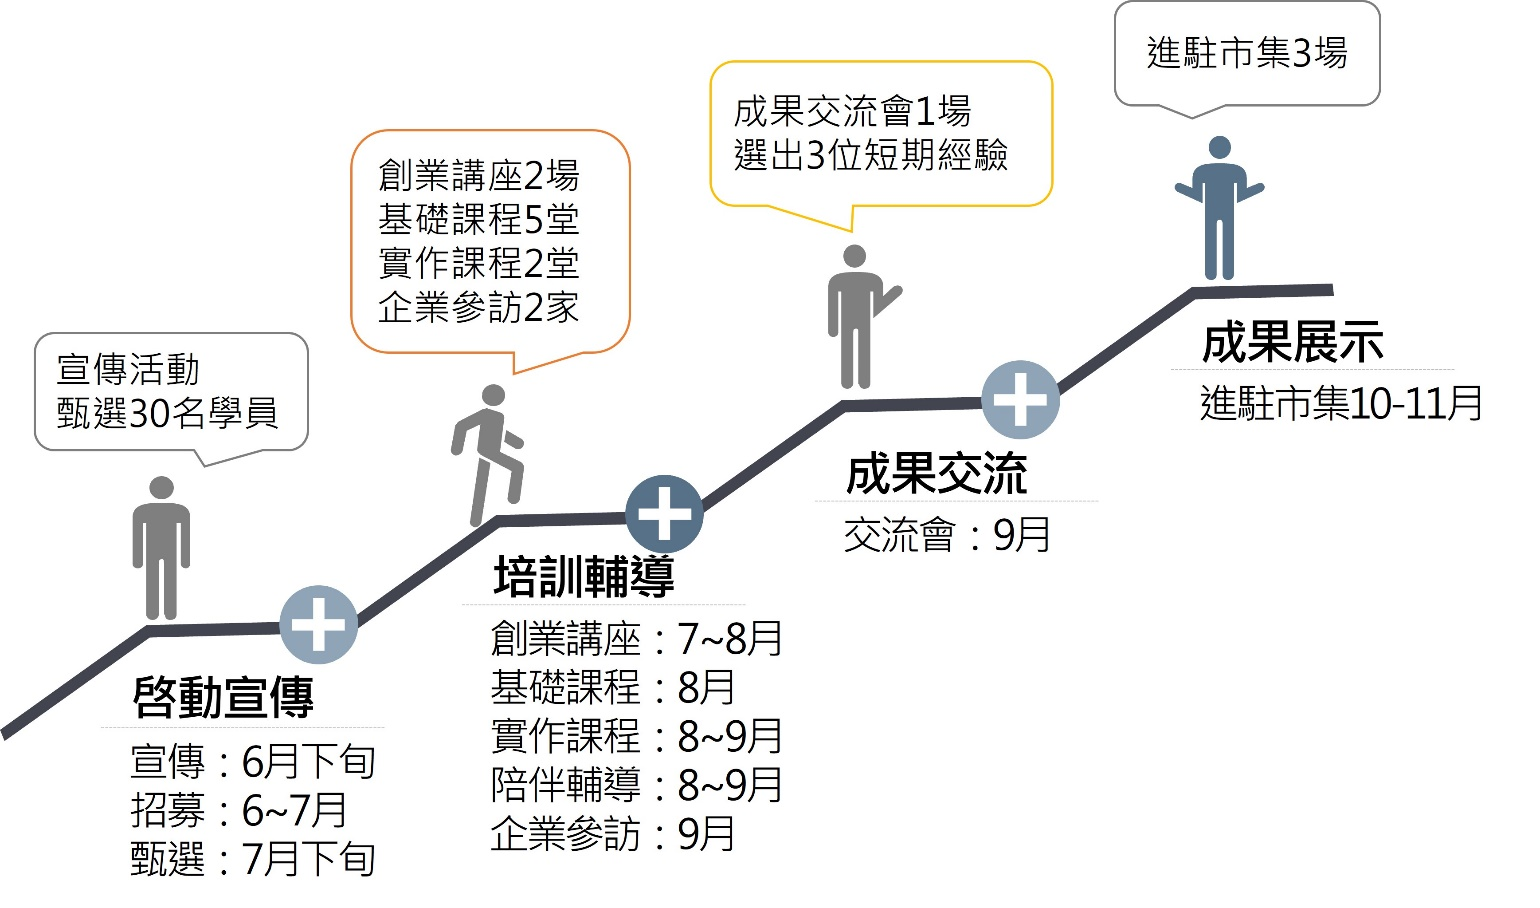 宣傳活動
甄選30名學員
啓動宣傳
宣傳：6月下旬
招募：6~7月
甄選：7月下旬
創業講座2場
基礎課程5堂
實作課程2堂
企業參訪2家
培訓輔導
創業講座：7~8月
基礎課程：8月
實作課程：8~9月
陪伴輔導：8~9月
企業參訪：9月
成果交流會1場
選出3位短期經驗
成果交流
交流會：9月
進駐市集3場
成果展示
進駐市集10-11月